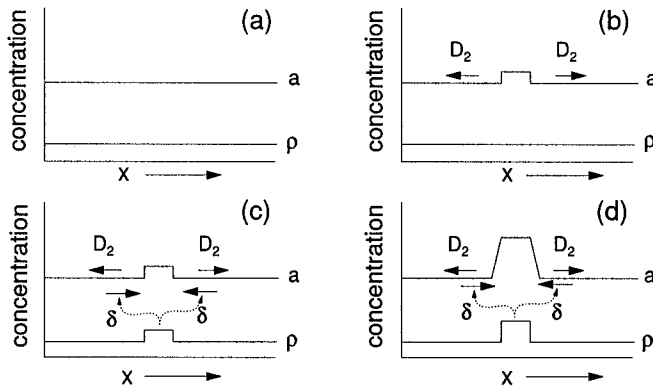 (a)
concentration
a
ρ
x
(b)
concentration
D2 D2
a
ρ
x
(c)
concentration
D2 D2
a
δ δ
ρ
x
(d)
concentration
D2 D2
a
δ δ
ρ
x